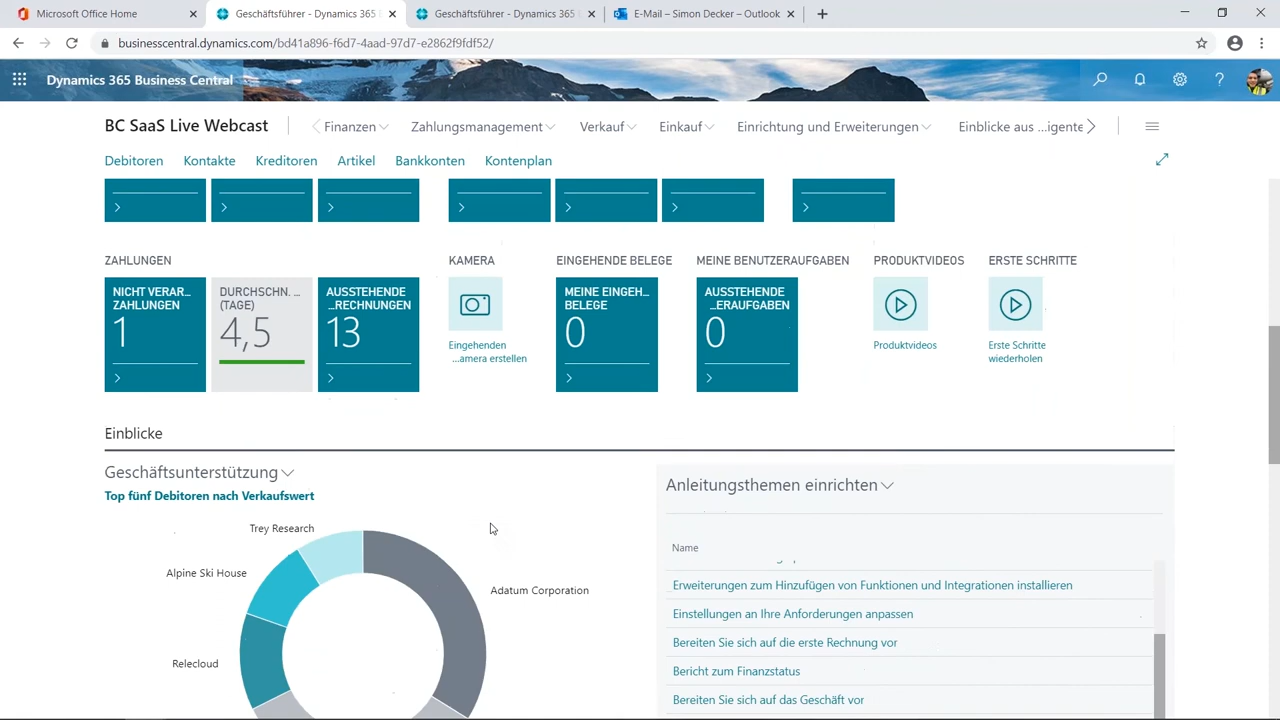 Microsoft Office Home
Geschäftsführer - Dynamics 365
Geschäftsführer - Dynamics 365
E-Mail – Simon Decker – Outlook
businesscentral.dynamics.com/bd41a896-f6d7-4aad-97d7-e2862f9fdf52/
Dynamics 365 Business Central
BC SaaS Live Webcast
Finanzen
Zahlungsmanagement
Verkauf
Einkauf
Einrichtung und Erweiterungen
Einblicke aus ...igente
Debitoren
Kontakte
Kreditoren
Artikel
Bankkonten
Kontenplan
ZAHLUNGEN
NICHT VERAR...
ZAHLUNGEN
1
DURCHSCHN. ...
(TAGE)
4,5
AUSSTEHENDE
...RECHNUNGEN
13
KAMERA
Eingehenden
...amera erstellen
EINGEHENDE BELEGE
MEINE EINGEH...
BELEGE
0
MEINE BENUTZERAUFGABEN
AUSSTEHENDE
...ERAUFGABEN
0
PRODUKTVIDEOS
Produktvideos
ERSTE SCHRITTE
Erste Schritte
wiederholen
Einblicke
Geschäftsunterstützung
Top fünf Debitoren nach Verkaufswert
Trey Research
Alpine Ski House
Adatum Corporation
Relecloud
Anleitungsthemen einrichten
Name
Erweiterungen zum Hinzufügen von Funktionen und Integrationen installieren
Einstellungen an Ihre Anforderungen anpassen
Bereiten Sie sich auf die erste Rechnung vor
Bericht zum Finanzstatus
Bereiten Sie sich auf das Geschäft vor